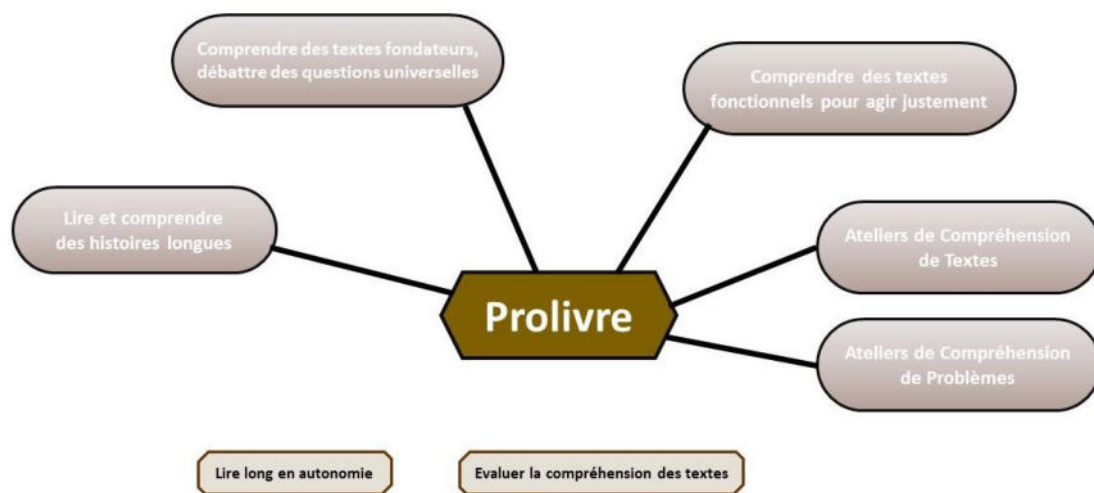 Comprendre des textes fondateurs,
débattre des questions universelles
Comprendre des textes
fonctionnels pour agir justement
Lire et comprendre
des histoires longues
Ateliers de Compréhension
de Textes
Prolivre
Ateliers de Compréhension
de Problèmes
Lire long en autonomie
Evaluer la compréhension des textes